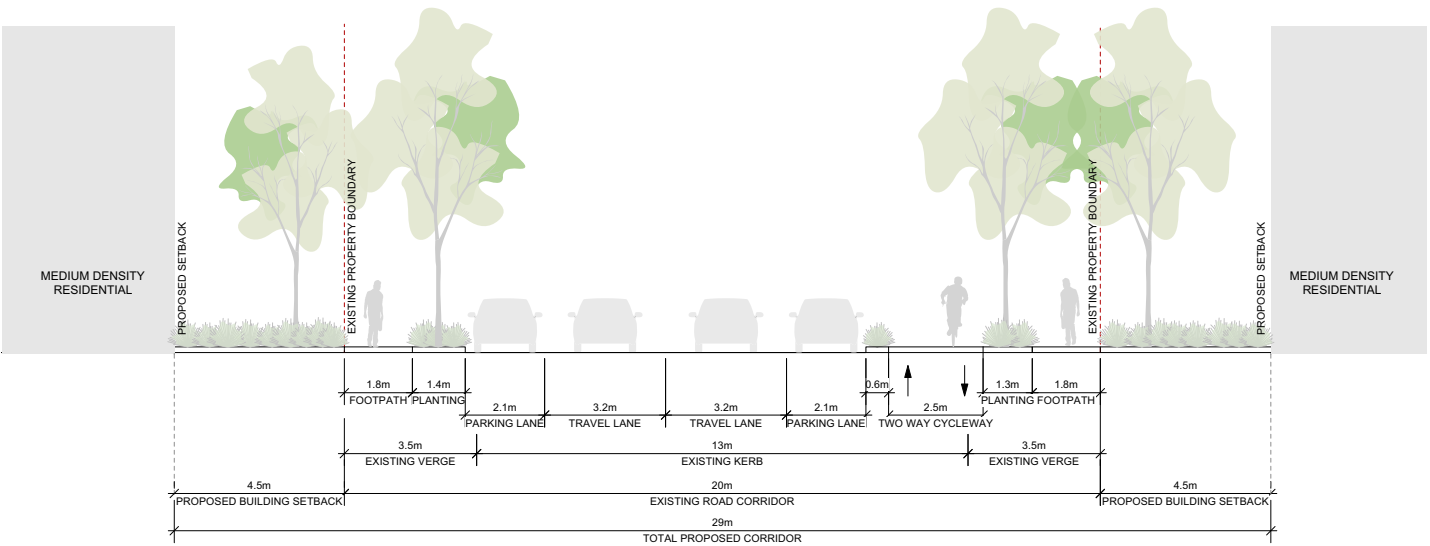 MEDIUM DENSITY
RESIDENTIAL
PROPOSED SETBACK
EXISTING PROPERTY BOUNDARY
EXISTING PROPERTY BOUNDARY
PROPOSED SETBACK
MEDIUM DENSITY
RESIDENTIAL
1.8m 1.4m 0.6m 1.3m 1.8m
FOOTPATH PLANTING PLANTING FOOTPATH
2.1m 3.2m 3.2m 2.1m 2.5m
PARKING LANE TRAVEL LANE TRAVEL LANE PARKING LANE TWO WAY CYCLEWAY
3.5m 13m 3.5m
EXISTING VERGE EXISTING KERB EXISTING VERGE
4.5m 20m 4.5m
PROPOSED BUILDING SETBACK EXISTING ROAD CORRIDOR PROPOSED BUILDING SETBACK
29m
TOTAL PROPOSED CORRIDOR